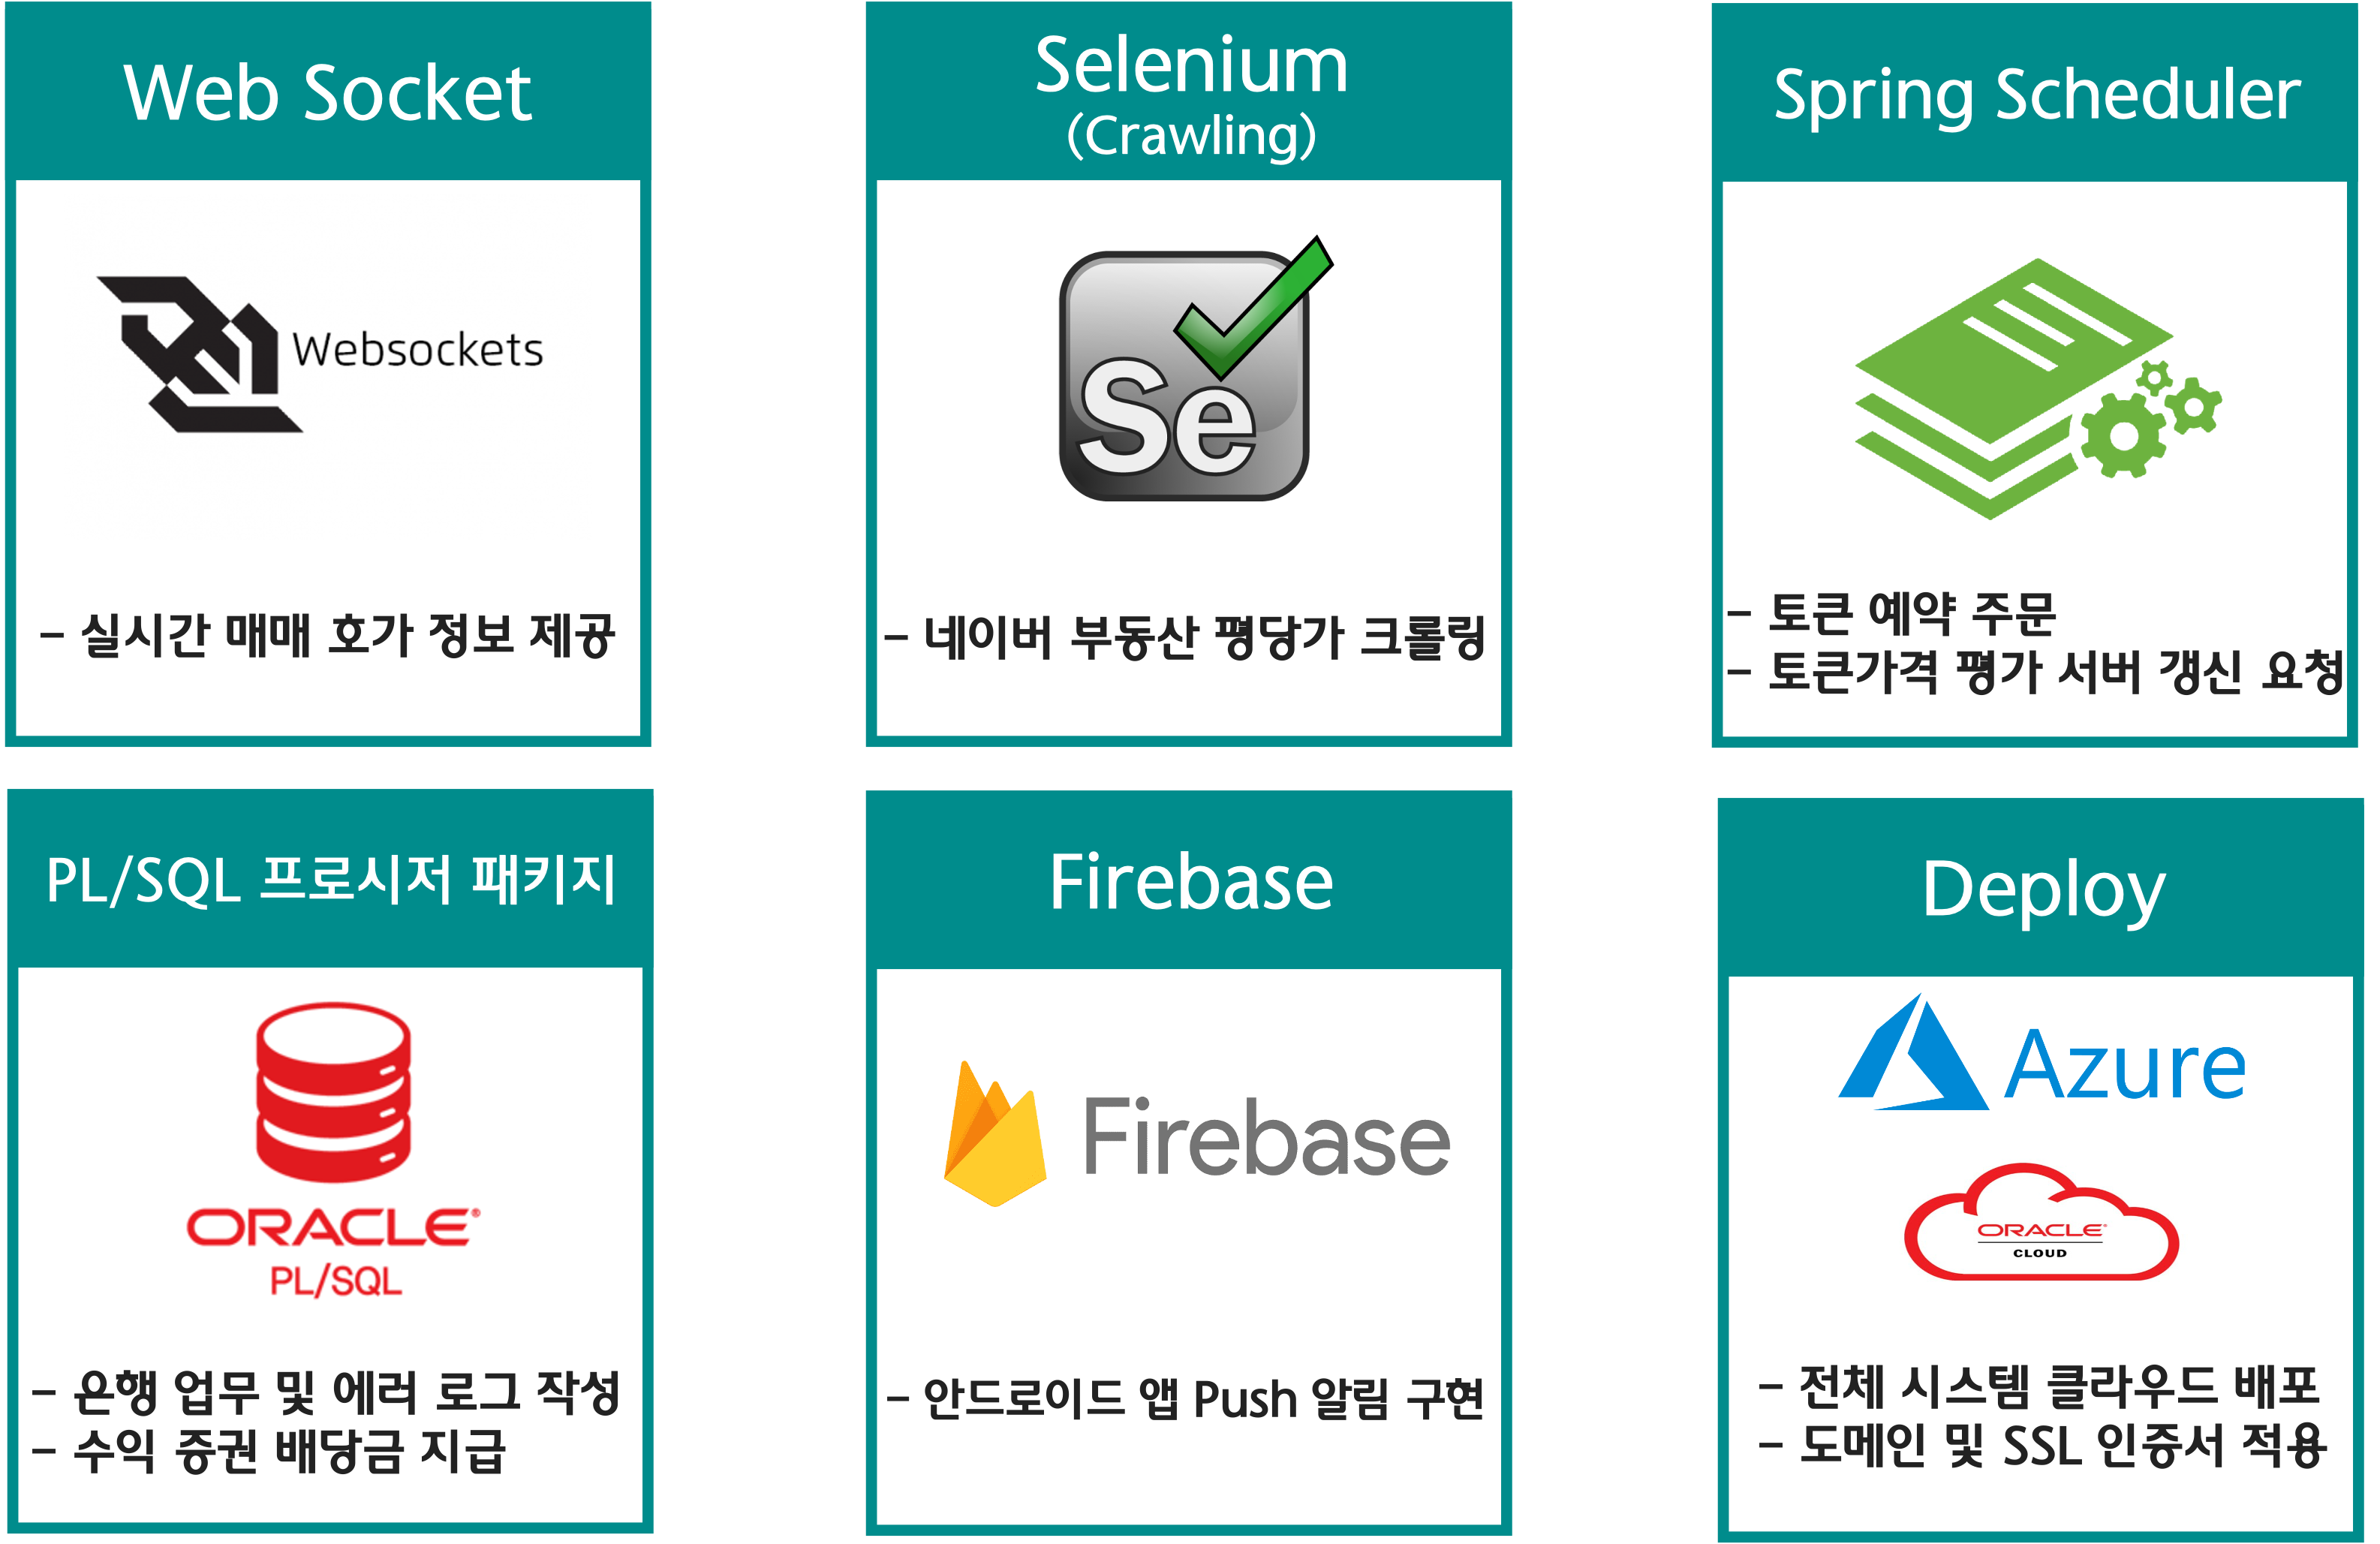 Web Socket
Websockets
- 실시간 매매 호가 정보 제공
Selenium
(Crawling)
Se
- 네이버 부동산 평당가 크롤링
Spring Scheduler
- 토큰 예약 주문
- 토큰가격 평가 서버 갱신 요청
PL/SQL 프로시저 패키지
ORACLE®
PL/SQL
- 은행 업무 및 에러 로그 작성
- 수익 증권 배당금 지급
Firebase
Firebase
- 안드로이드 앱 Push 알림 구현
Deploy
Azure
ORACLE®
CLOUD
- 전체 시스템 클라우드 배포
- 도메인 및 SSL 인증서 적용